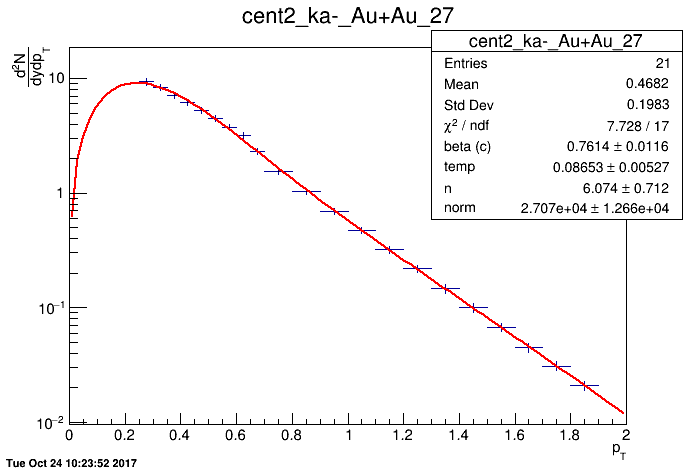 cent2_ka-_Au+Au_27
cent2_ka-_Au+Au_27
Entries 21
Mean 0.4682
Std Dev 0.1983
χ² / ndf 7.728 / 17
beta (c) 0.7614 ± 0.0116
temp 0.08653 ± 0.00527
n 6.074 ± 0.712
norm 2.707e+04 ± 1.266e+04
d²N
dydp_T
10
1
10⁻¹
10⁻²
0 0.2 0.4 0.6 0.8 1 1.2 1.4 1.6 1.8 2
p_T
Tue Oct 24 10:23:52 2017